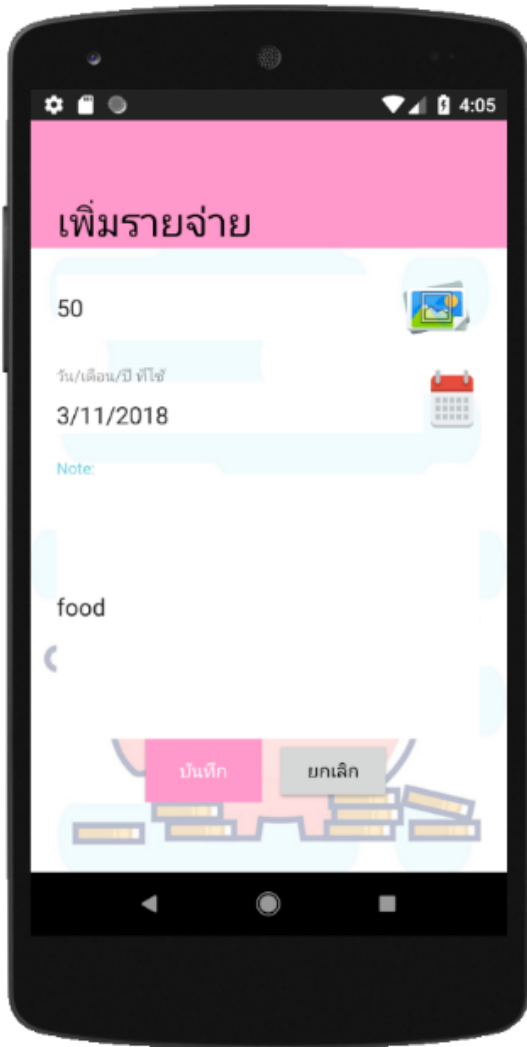 4:05
เพิ่มรายจ่าย
50
วัน/เดือน/ปี ที่ใช้
3/11/2018
Note:
food
บันทึก ยกเลิก